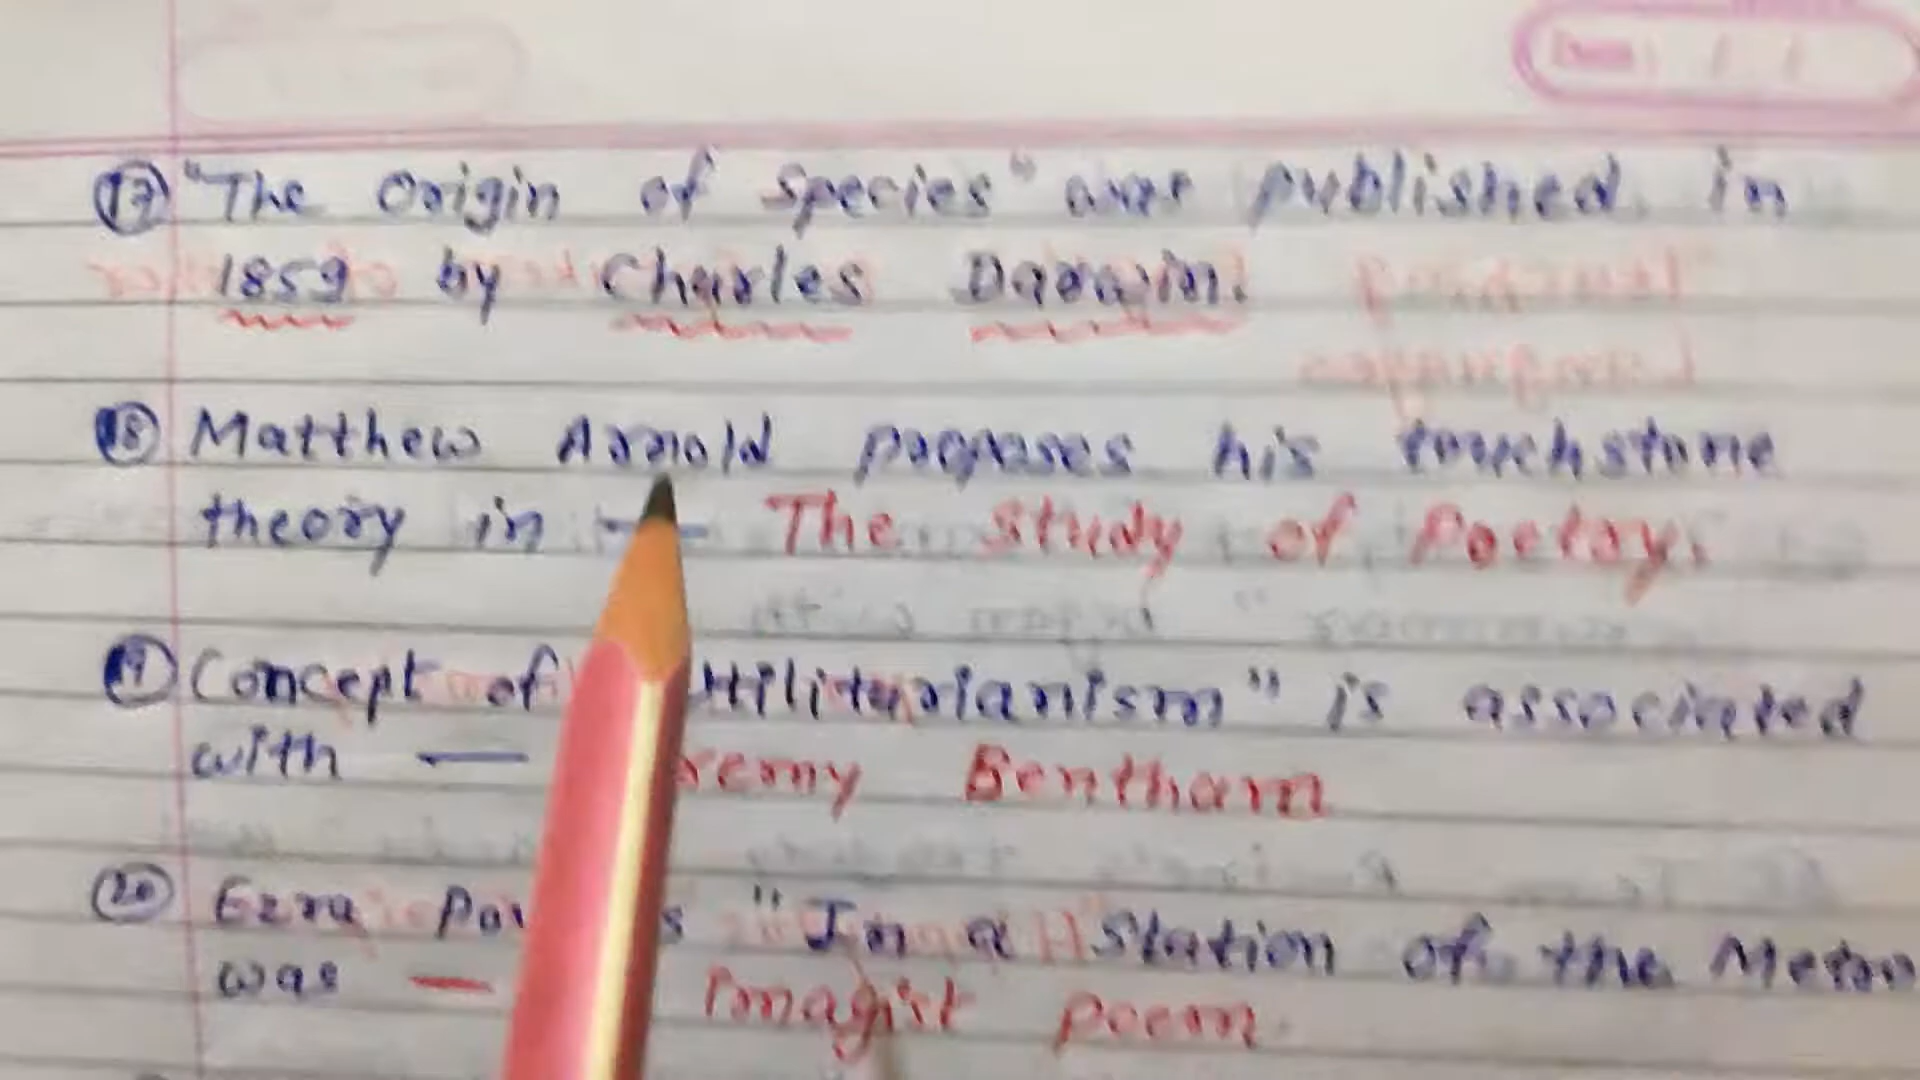 17 "The Origin of Species" was published in
1859 by Charles Darwin.
18 Matthew Arnold proposes his touchstone
theory in — The Study of Poetry.
19 Concept of Utilitarianism" is associated
with — Jeremy Bentham
20 Ezra "In a Station of the Metro
was — Imagist poem.